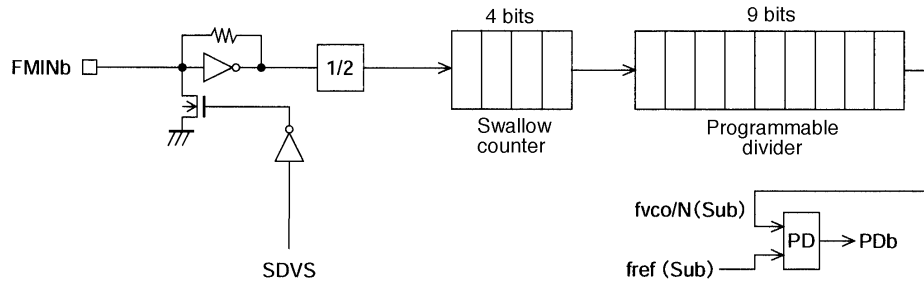 4 bits
9 bits
FMINb
1/2
Swallow
counter
Programmable
divider
fvco/N(Sub)
PD
PDb
fref (Sub)
SDVS